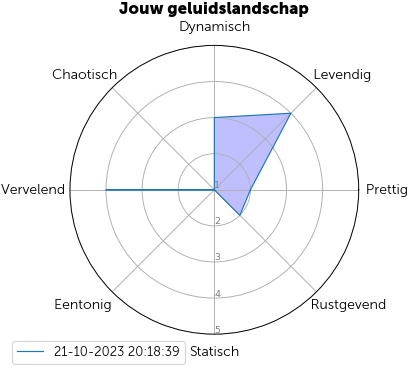 Jouw geluidslandschap
Dynamisch
Chaotisch
Levendig
Vervelend
1
Prettig
2
3
4
Eentonig
Rustgevend
5
21-10-2023 20:18:39
Statisch